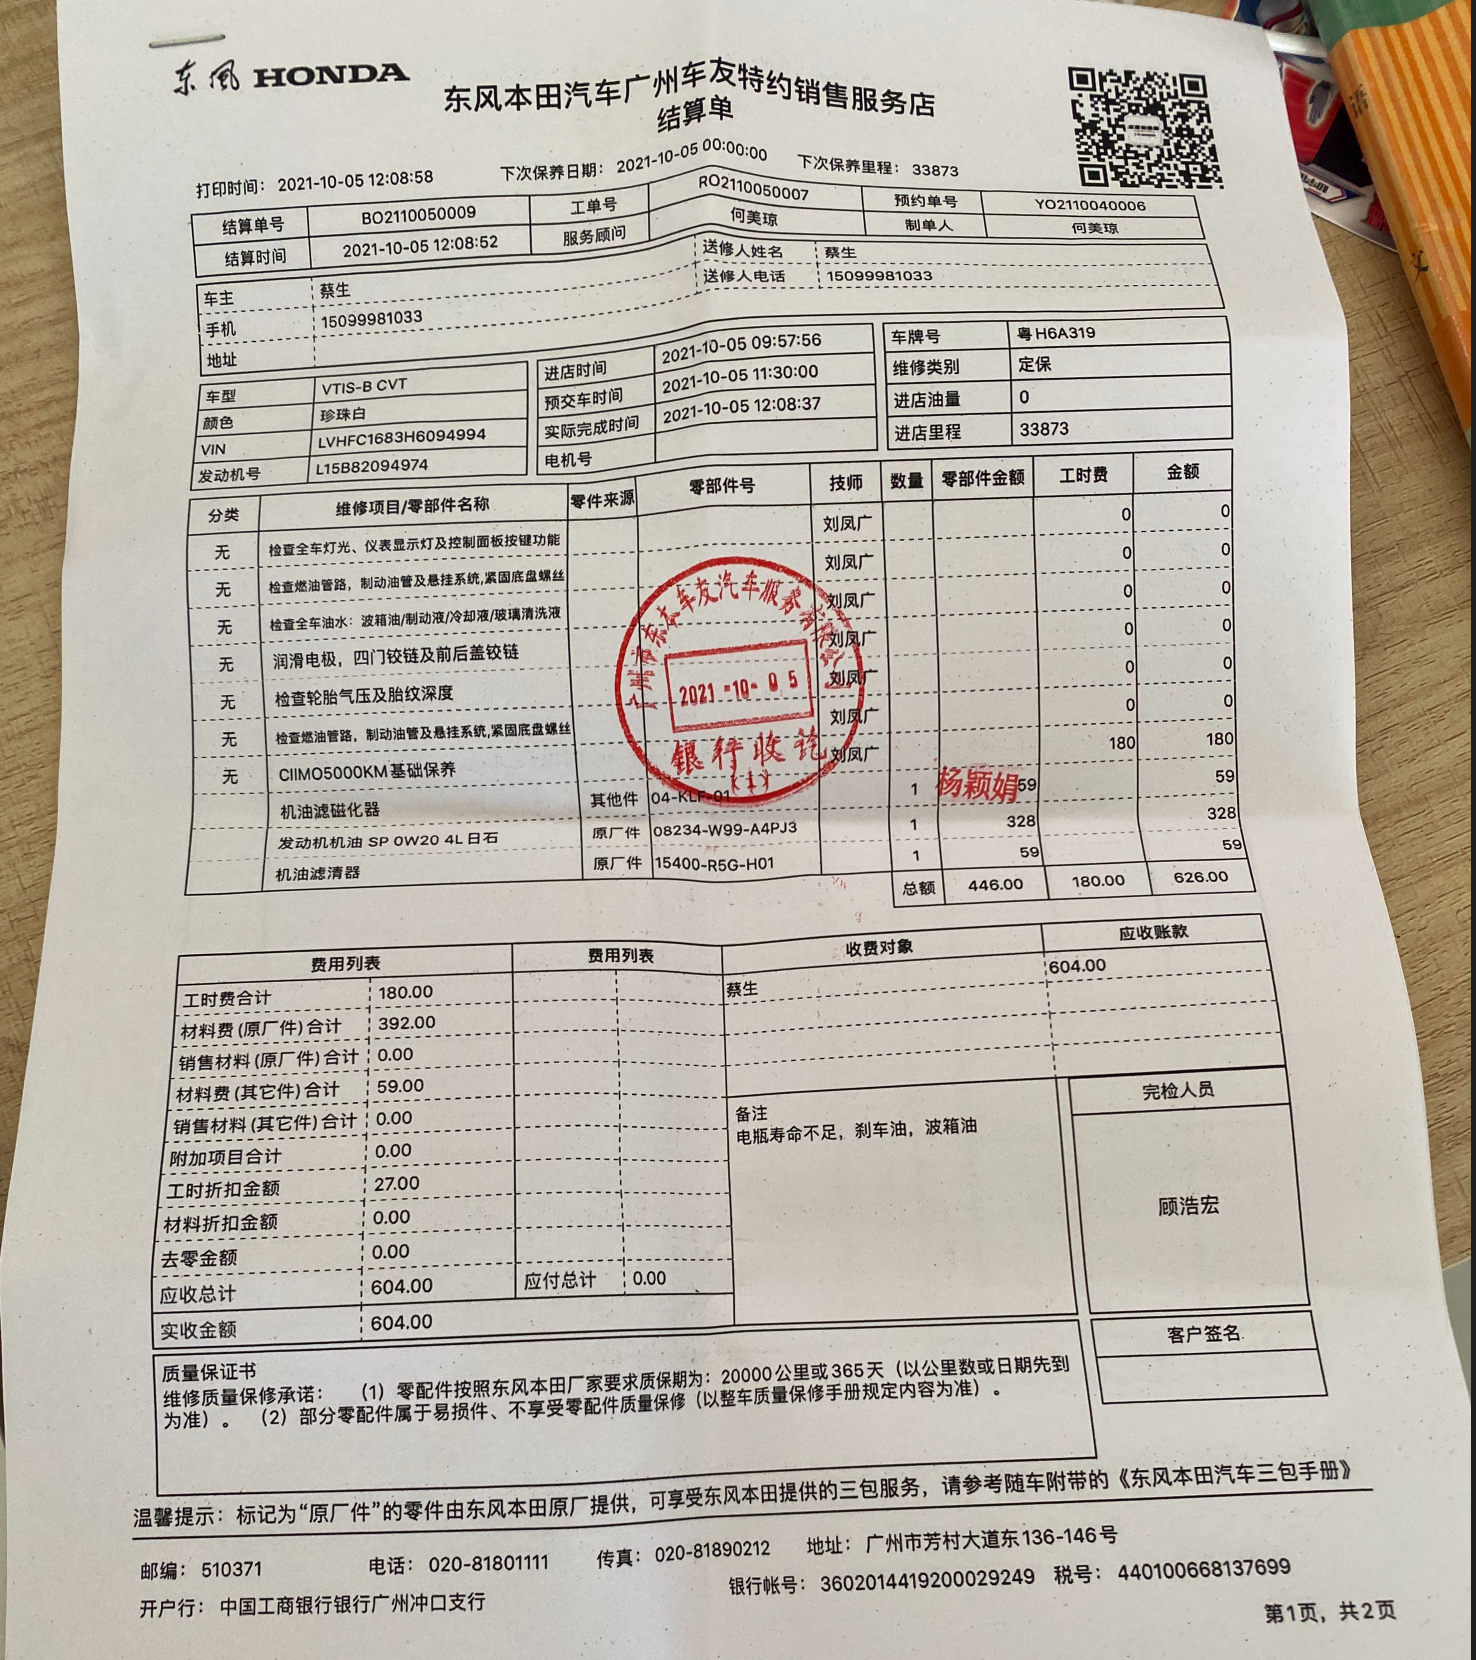 东风 HONDA
东风本田汽车广州车友特约销售服务店
结算单
打印时间：2021-10-05 12:08:58 下次保养日期：2021-10-05 00:00:00 下次保养里程：33873
结算单号 BO2110050009 工单号 RO2110050007 预约单号 YO2110040006
结算时间 2021-10-05 12:08:52 服务顾问 何美琼 制单人 何美琼
车主 蔡生 送修人姓名 蔡生
手机 15099981033 送修人电话 15099981033
地址
车型 VTIS-B CVT 进店时间 2021-10-05 09:57:56 车牌号 粤H6A319
颜色 珍珠白 预交车时间 2021-10-05 11:30:00 维修类别 定保
VIN LVHFC1683H6094994 实际完成时间 2021-10-05 12:08:37 进店油量 0
发动机号 L15B82094974 电机号 进店里程 33873
分类 维修项目/零部件名称 零件来源 零部件号 技师 数量 零部件金额 工时费 金额
无 检查全车灯光、仪表显示灯及控制面板按键功能 刘凤广 0 0
无 检查燃油管路，制动油管及悬挂系统,紧固底盘螺丝 刘凤广 0 0
无 检查全车油水：波箱油/制动液/冷却液/玻璃清洗液 刘凤广 0 0
无 润滑电极，四门铰链及前后盖铰链 刘凤广 0 0
无 检查轮胎气压及胎纹深度 刘凤广 0 0
无 检查燃油管路，制动油管及悬挂系统,紧固底盘螺丝 刘凤广 0 0
无 CIIMO5000KM基础保养 刘凤广 180 180
机油滤磁化器 其他件 04-KLF-01 1 59 59
发动机机油 SP 0W20 4L 日石 原厂件 08234-W99-A4PJ3 1 328 328
机油滤清器 原厂件 15400-R5G-H01 1 59 59
总额 446.00 180.00 626.00
广州市东本车友汽车服务有限公司
2021-10-05
银行收讫
(1)
杨颖娟
费用列表 费用列表 收费对象 应收账款
工时费合计 180.00 蔡生 604.00
材料费(原厂件)合计 392.00
销售材料(原厂件)合计 0.00
材料费(其它件)合计 59.00
销售材料(其它件)合计 0.00
附加项目合计 0.00
工时折扣金额 27.00
材料折扣金额 0.00
去零金额 0.00
应收总计 604.00 应付总计 0.00
实收金额 604.00
备注
电瓶寿命不足，刹车油，波箱油
完检人员
顾浩宏
客户签名
质量保证书
维修质量保修承诺： （1）零配件按照东风本田厂家要求质保期为：20000公里或365天（以公里数或日期先到
为准）。 （2）部分零配件属于易损件、不享受零配件质量保修（以整车质量保修手册规定内容为准）。
温馨提示：标记为“原厂件”的零件由东风本田原厂提供，可享受东风本田提供的三包服务，请参考随车附带的《东风本田汽车三包手册》
邮编：510371 电话：020-81801111 传真：020-81890212 地址：广州市芳村大道东136-146号
开户行：中国工商银行银行广州冲口支行 银行帐号：3602014419200029249 税号：440100668137699
第1页，共2页
语
文